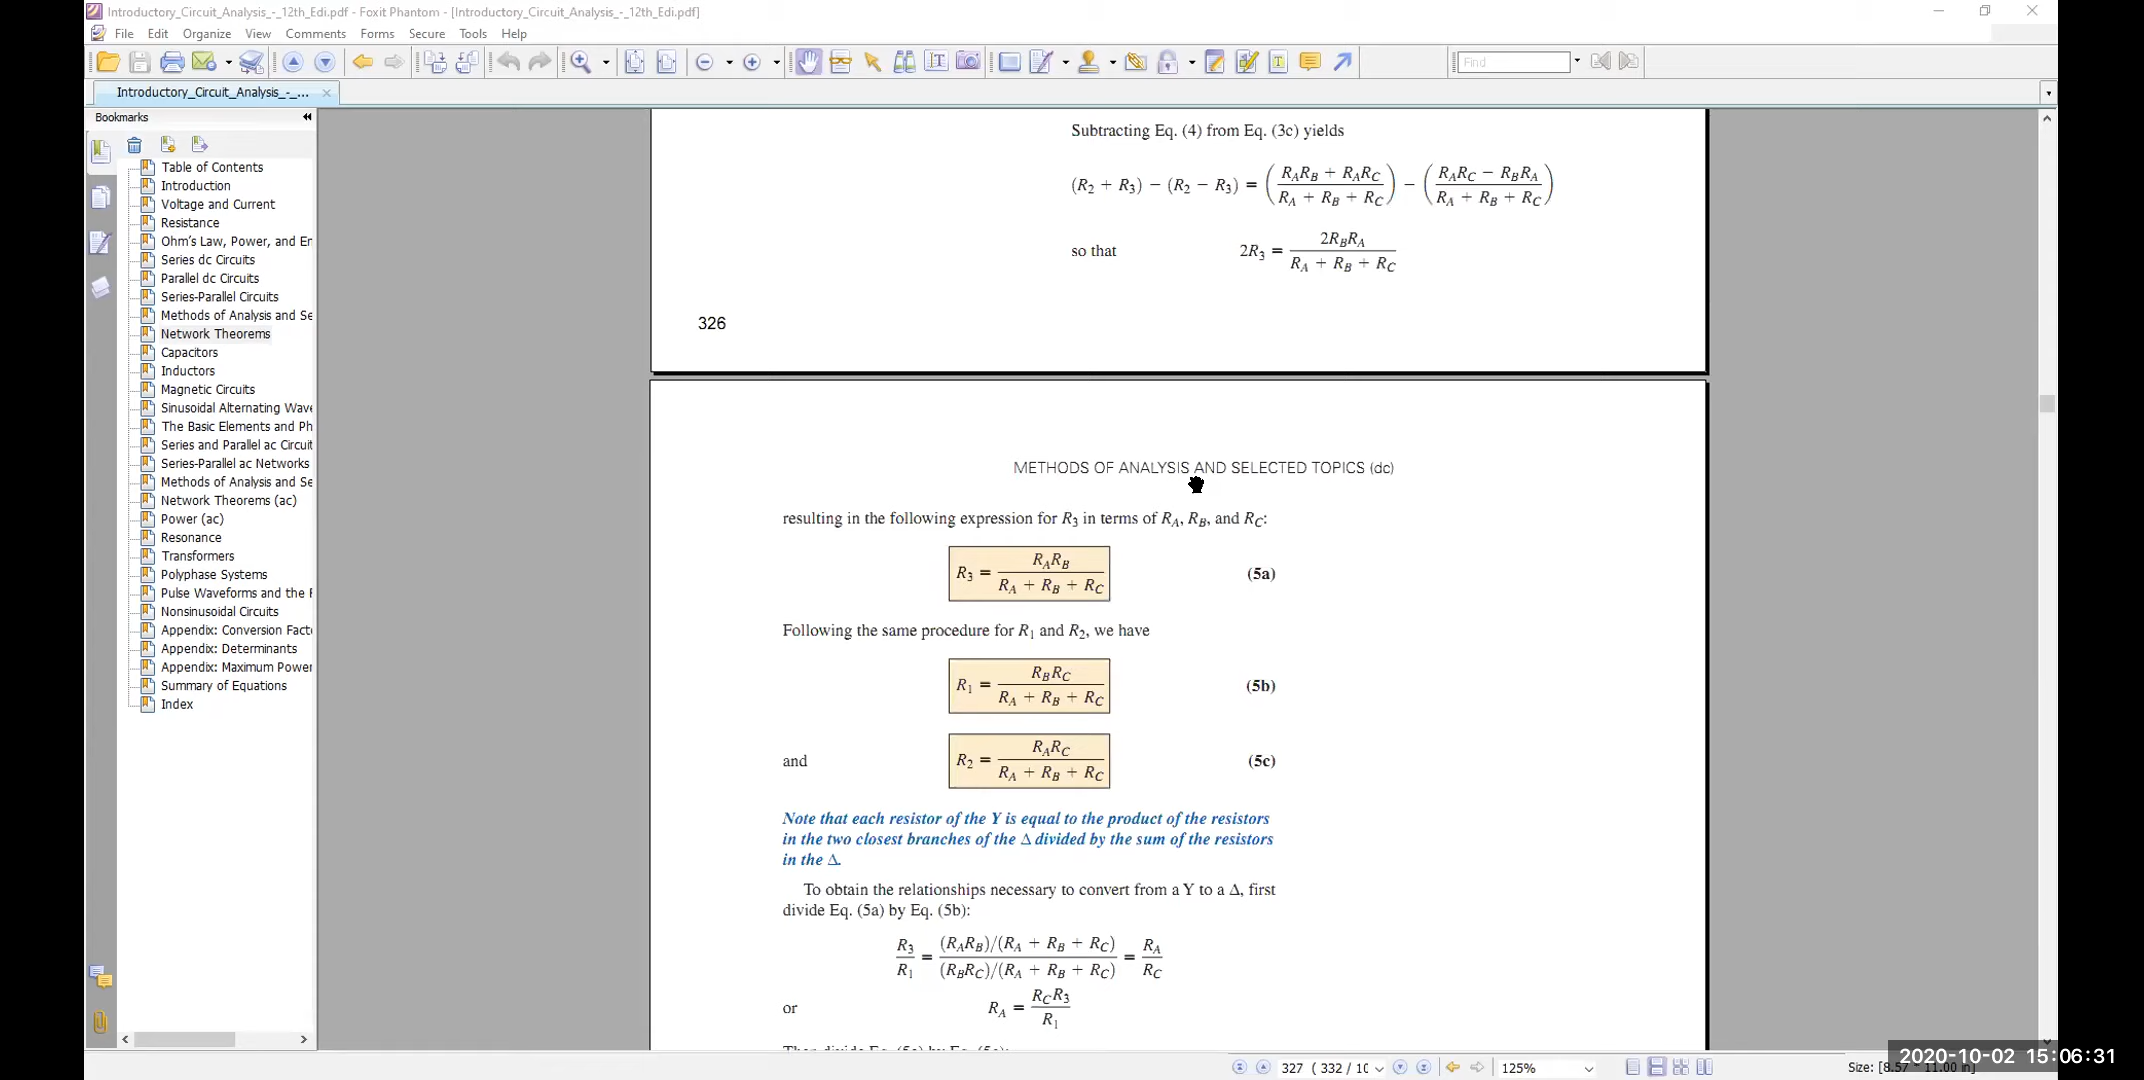 Introductory_Circuit_Analysis_-_12th_Edi.pdf - Foxit Phantom - [Introductory_Circuit_Analysis_-_12th_Edi.pdf]
File Edit Organize View Comments Forms Secure Tools Help
Find
Introductory_Circuit_Analysis_-_...
Bookmarks
Table of Contents
Introduction
Voltage and Current
Resistance
Ohm's Law, Power, and Er
Series dc Circuits
Parallel dc Circuits
Series-Parallel Circuits
Methods of Analysis and Se
Network Theorems
Capacitors
Inductors
Magnetic Circuits
Sinusoidal Alternating Wave
The Basic Elements and Ph
Series and Parallel ac Circuit
Series-Parallel ac Networks
Methods of Analysis and Se
Network Theorems (ac)
Power (ac)
Resonance
Transformers
Polyphase Systems
Pulse Waveforms and the F
Nonsinusoidal Circuits
Appendix: Conversion Facto
Appendix: Determinants
Appendix: Maximum Power
Summary of Equations
Index
Subtracting Eq. (4) from Eq. (3c) yields
(R2 + R3) − (R2 − R3) = ((RARB + RARC)/(RA + RB + RC)) − ((RARC − RBRA)/(RA + RB + RC))
so that 2R3 = 2RBRA/(RA + RB + RC)
326
METHODS OF ANALYSIS AND SELECTED TOPICS (dc)
resulting in the following expression for R3 in terms of RA, RB, and RC:
R3 = RARB/(RA + RB + RC) (5a)
Following the same procedure for R1 and R2, we have
R1 = RBRC/(RA + RB + RC) (5b)
and R2 = RARC/(RA + RB + RC) (5c)
Note that each resistor of the Y is equal to the product of the resistors
in the two closest branches of the Δ divided by the sum of the resistors
in the Δ.
To obtain the relationships necessary to convert from a Y to a Δ, first
divide Eq. (5a) by Eq. (5b):
R3/R1 = (RARB)/(RA + RB + RC) / (RBRC)/(RA + RB + RC) = RA/RC
or RA = RCR3/R1
327 ( 332 / 10
125%
Size: [8.57 * 11.00 in]
2020-10-02 15:06:31